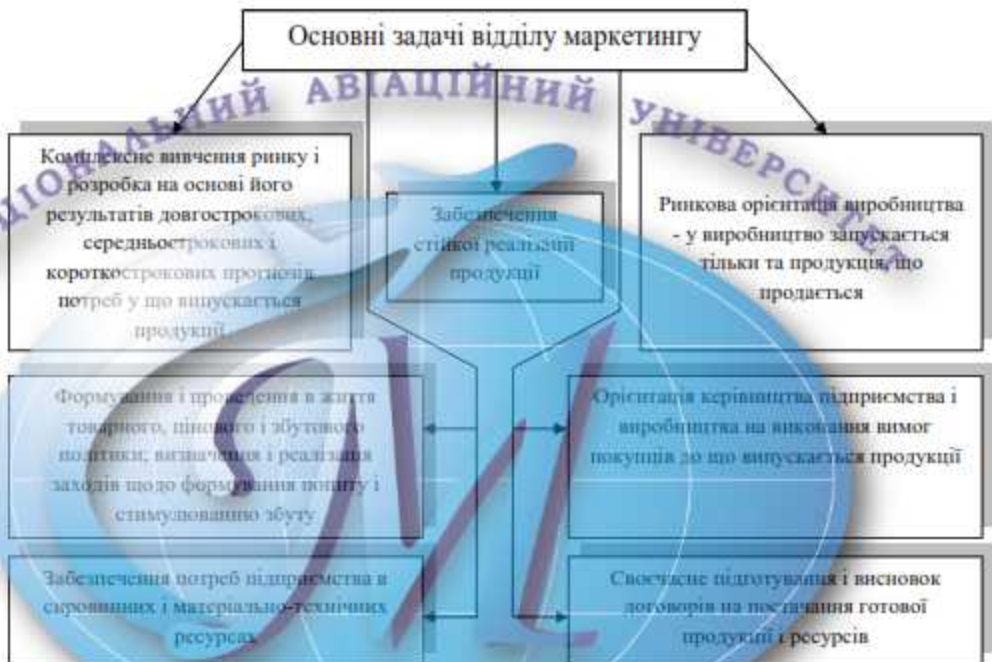 Основні задачі відділу маркетингу
НАЦІОНАЛЬНИЙ АВІАЦІЙНИЙ УНІВЕРСИТЕТ
Комплексне вивчення ринку і
розробка на основі його
результатів довгострокових,
середньострокових і
короткострокових прогнозів
потреб у що випускається
продукції
Забезпечення
стійкої реалізації
продукції
Ринкова орієнтація виробництва
- у виробництво запускається
тільки та продукція, що
продається
Формування і проведення в життя
товарного, цінового і збутового
політики; визначення і реалізація
заходів щодо формування попиту і
стимулюванню збуту
Орієнтація керівництва підприємства і
виробництва на виконання вимог
покупців до що випускається продукції
Забезпечення потреб підприємства в
сировинних і матеріально-технічних
ресурсах
Своєчасне підготування і висновок
договорів на постачання готової
продукції і ресурсів